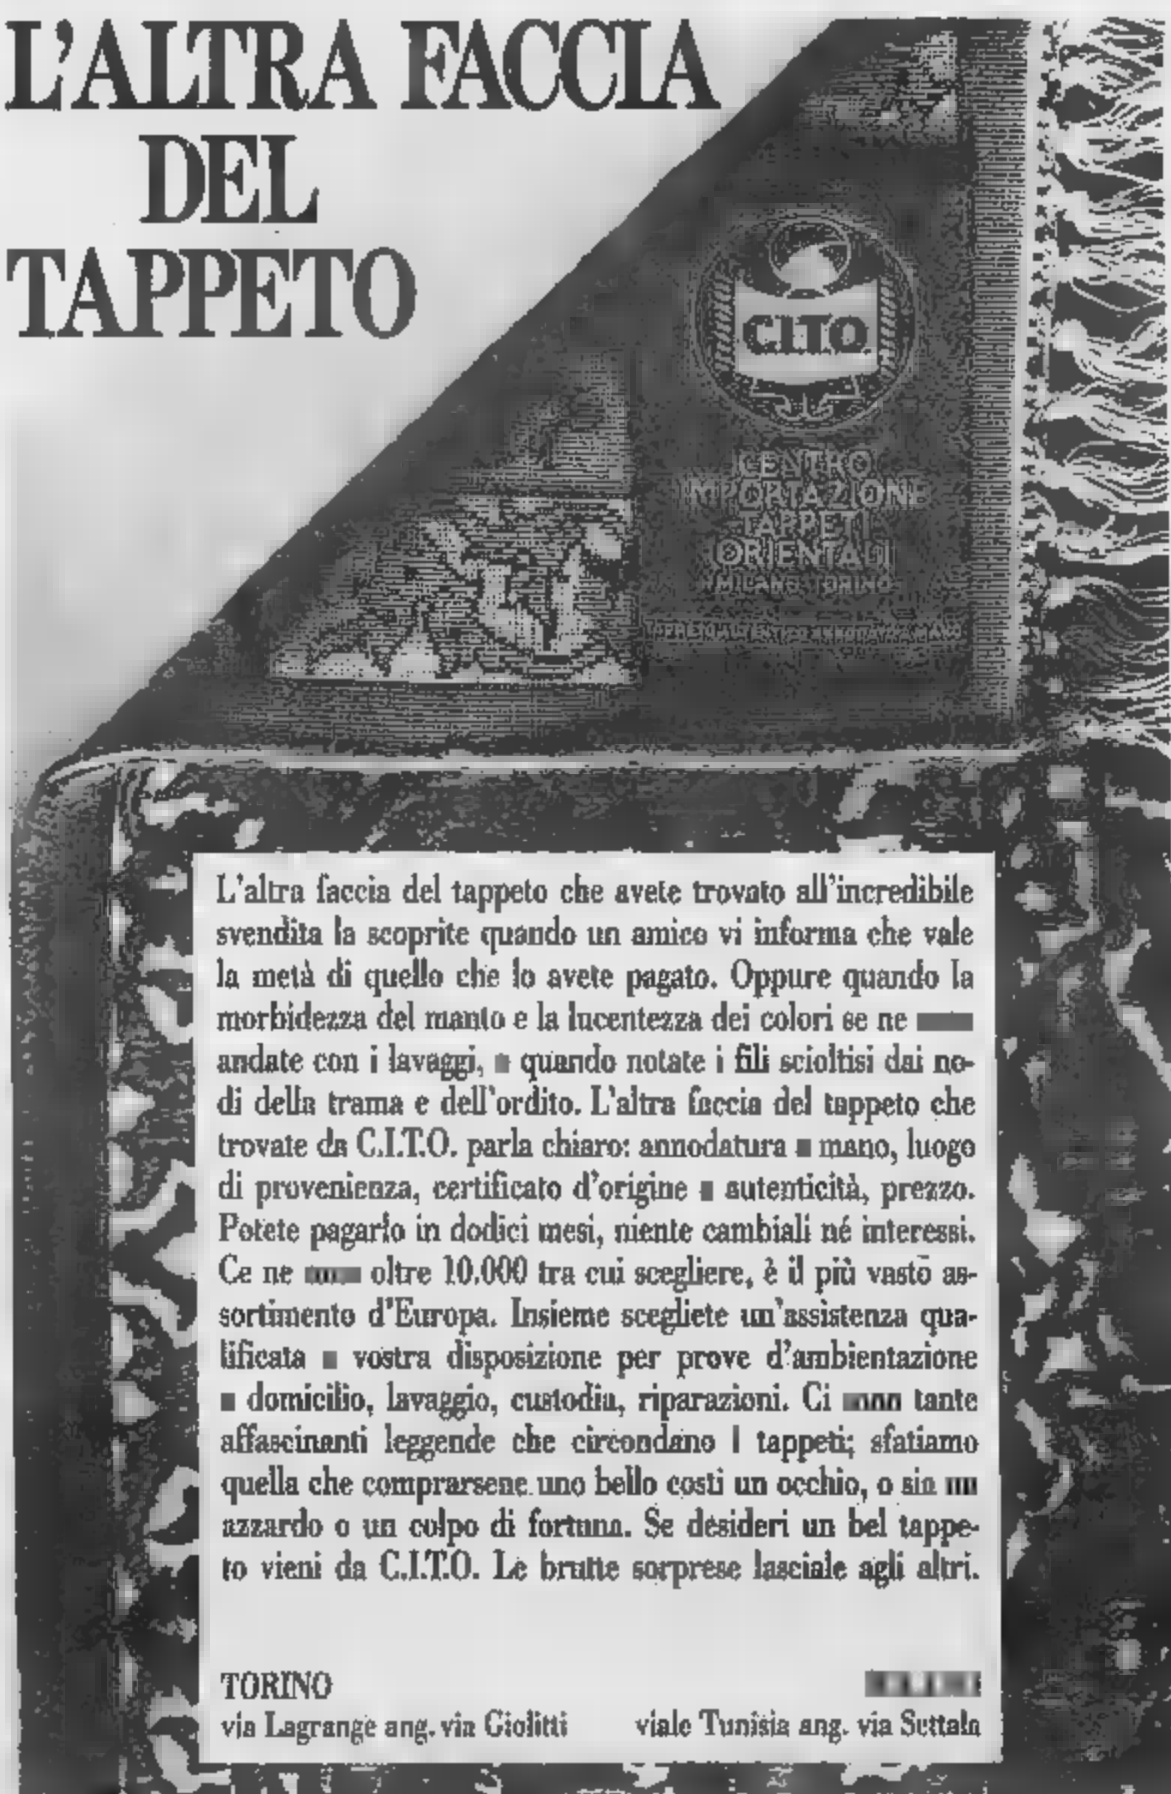 L'ALTRA FACCIA
DEL
TAPPETO
C.I.T.O.
CENTRO
IMPORTAZIONE
TAPPETI
ORIENTALI
MILANO TORINO
L'altra faccia del tappeto che avete trovato all'incredibile
svendita la scoprite quando un amico vi informa che vale
la metà di quello che lo avete pagato. Oppure quando la
morbidezza del manto e la lucentezza dei colori se ne
andate con i lavaggi, quando notate i fili scioltisi dai no-
di della trama e dell'ordito. L'altra faccia del tappeto che
trovate da C.I.T.O. parla chiaro: annodatura mano, luogo
di provenienza, certificato d'origine autenticità, prezzo.
Potete pagarlo in dodici mesi, niente cambiali né interessi.
Ce ne oltre 10.000 tra cui scegliere, è il più vasto as-
sortimento d'Europa. Insieme scegliete un'assistenza qua-
lificata vostra disposizione per prove d'ambientazione
domicilio, lavaggio, custodia, riparazioni. Ci sono tante
affascinanti leggende che circondano i tappeti; sfatiamo
quella che comprarsene uno bello costi un occhio, o sia un
azzardo o un colpo di fortuna. Se desideri un bel tappe-
to vieni da C.I.T.O. Le brutte sorprese lasciale agli altri.
TORINO
via Lagrange ang. via Giolitti
viale Tunisia ang. via Settala